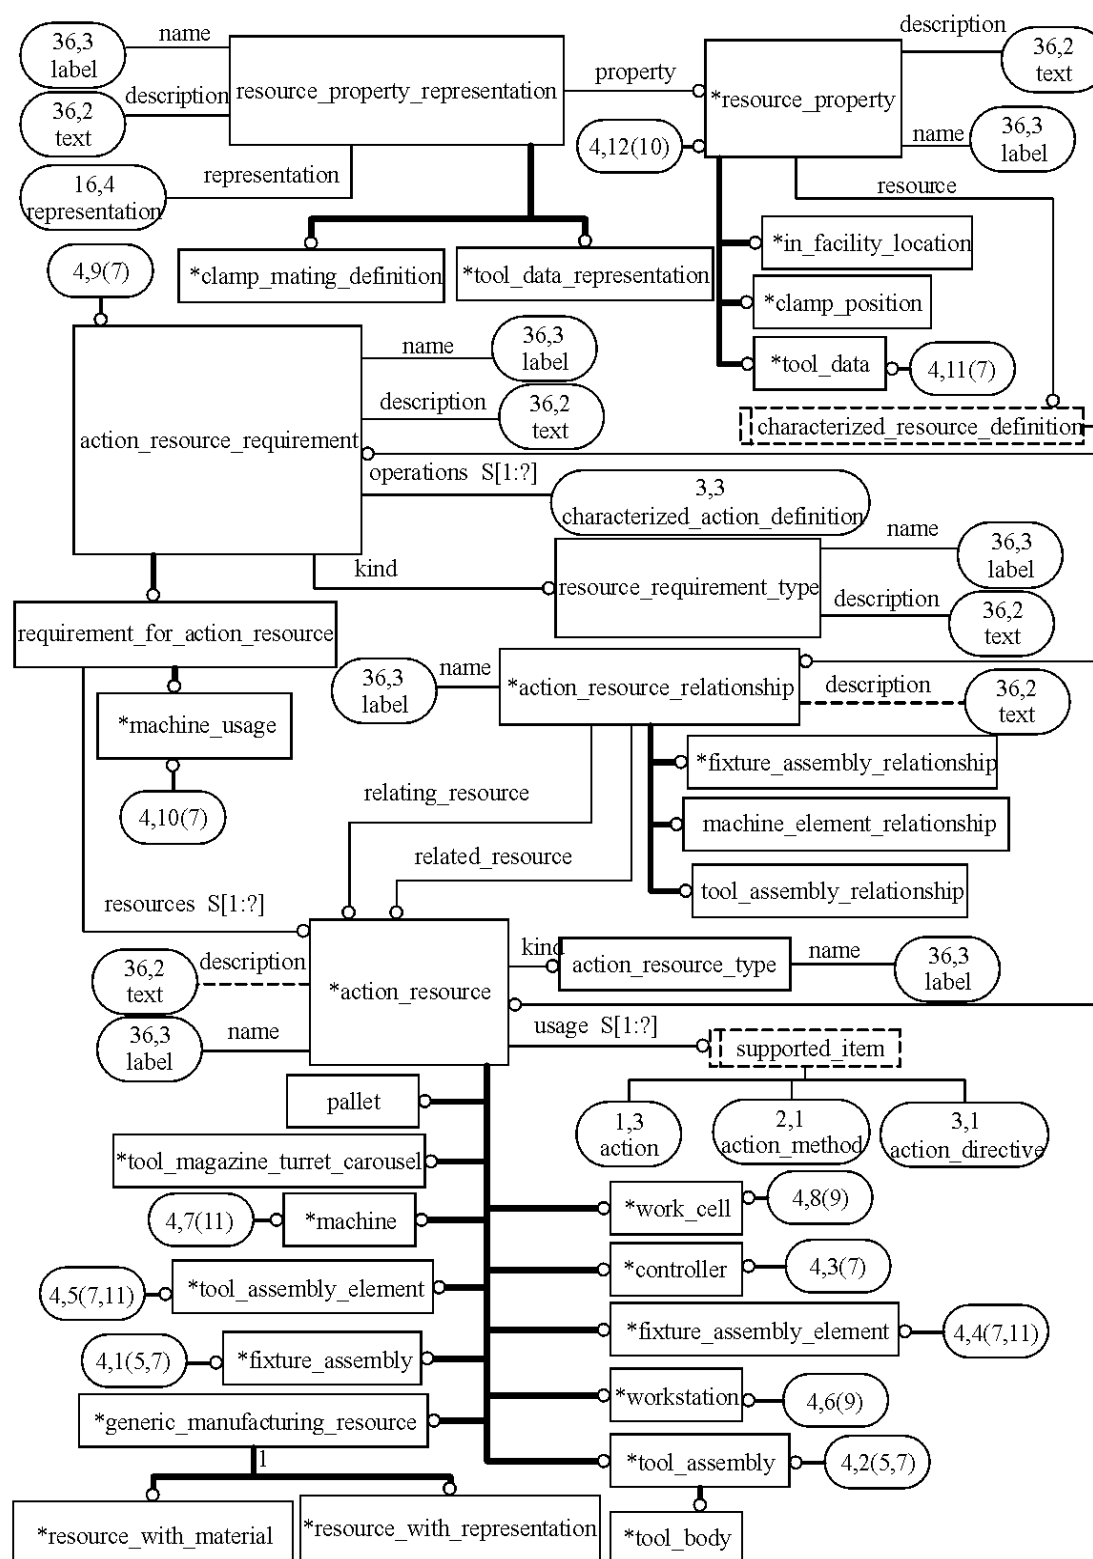 name
36,3
label
resource_property_representation
description
36,2
text
representation
16,4
representation
property
*resource_property
description
36,2
text
name
36,3
label
4,12(10)
resource
*clamp_mating_definition
*tool_data_representation
*in_facility_location
*clamp_position
*tool_data
4,11(7)
characterized_resource_definition
4,9(7)
action_resource_requirement
name
36,3
label
description
36,2
text
operations S[1:?]
3,3
characterized_action_definition
kind
resource_requirement_type
name
36,3
label
description
36,2
text
requirement_for_action_resource
*machine_usage
4,10(7)
name
36,3
label
*action_resource_relationship
description
36,2
text
*fixture_assembly_relationship
machine_element_relationship
tool_assembly_relationship
relating_resource
related_resource
resources S[1:?]
description
36,2
text
*action_resource
name
36,3
label
kind
action_resource_type
name
36,3
label
usage S[1:?]
supported_item
1,3
action
2,1
action_method
3,1
action_directive
pallet
*tool_magazine_turret_carousel
4,7(11)
*machine
4,5(7,11)
*tool_assembly_element
4,1(5,7)
*fixture_assembly
*generic_manufacturing_resource
1
*resource_with_material
*resource_with_representation
*work_cell
4,8(9)
*controller
4,3(7)
*fixture_assembly_element
4,4(7,11)
*workstation
4,6(9)
*tool_assembly
4,2(5,7)
*tool_body